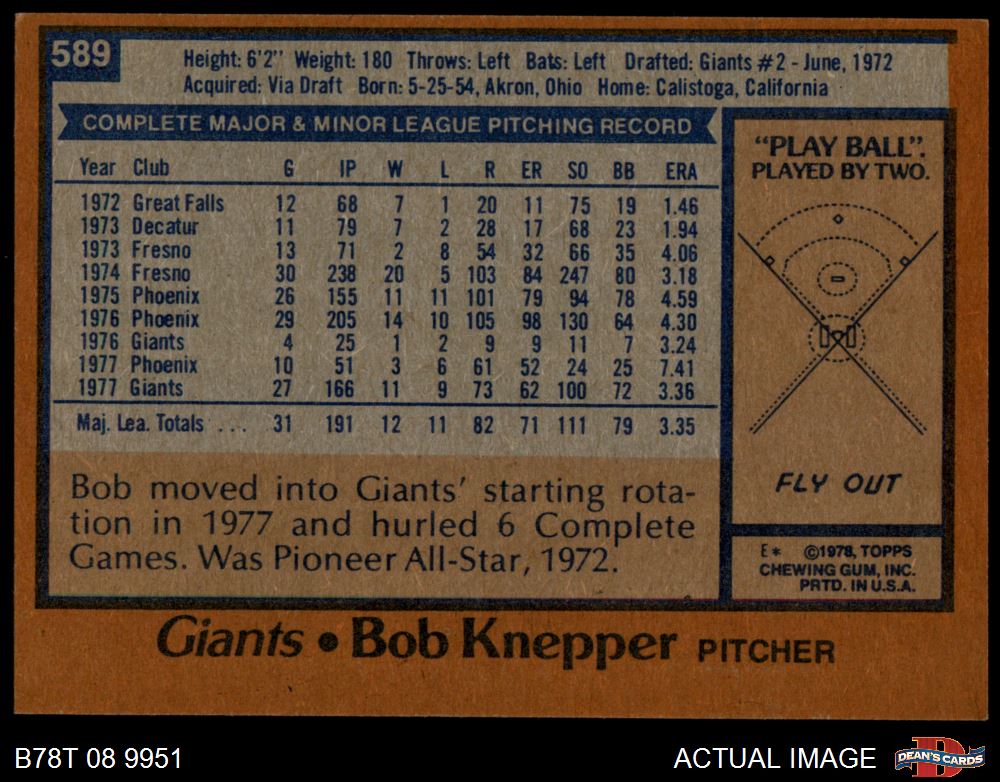 589
Height: 6'2" Weight: 180 Throws: Left Bats: Left Drafted: Giants #2 - June, 1972
Acquired: Via Draft Born: 5-25-54, Akron, Ohio Home: Calistoga, California
COMPLETE MAJOR & MINOR LEAGUE PITCHING RECORD
Year Club G IP W L R ER SO BB ERA
1972 Great Falls 12 68 7 1 20 11 75 19 1.46
1973 Decatur 11 79 7 2 28 17 68 23 1.94
1973 Fresno 13 71 2 8 54 32 66 35 4.06
1974 Fresno 30 238 20 5 103 84 247 80 3.18
1975 Phoenix 26 155 11 11 101 79 94 78 4.59
1976 Phoenix 29 205 14 10 105 98 130 64 4.30
1976 Giants 4 25 1 2 9 9 11 7 3.24
1977 Phoenix 10 51 3 6 61 52 24 25 7.41
1977 Giants 27 166 11 9 73 62 100 72 3.36
Maj. Lea. Totals . . . 31 191 12 11 82 71 111 79 3.35
Bob moved into Giants' starting rota-
tion in 1977 and hurled 6 Complete
Games. Was Pioneer All-Star, 1972.
"PLAY BALL".
PLAYED BY TWO.
FLY OUT
E* ©1978, TOPPS
CHEWING GUM, INC.
PRTD. IN U.S.A.
Giants • Bob Knepper PITCHER
B78T 08 9951
ACTUAL IMAGE
D
DEAN'S CARDS